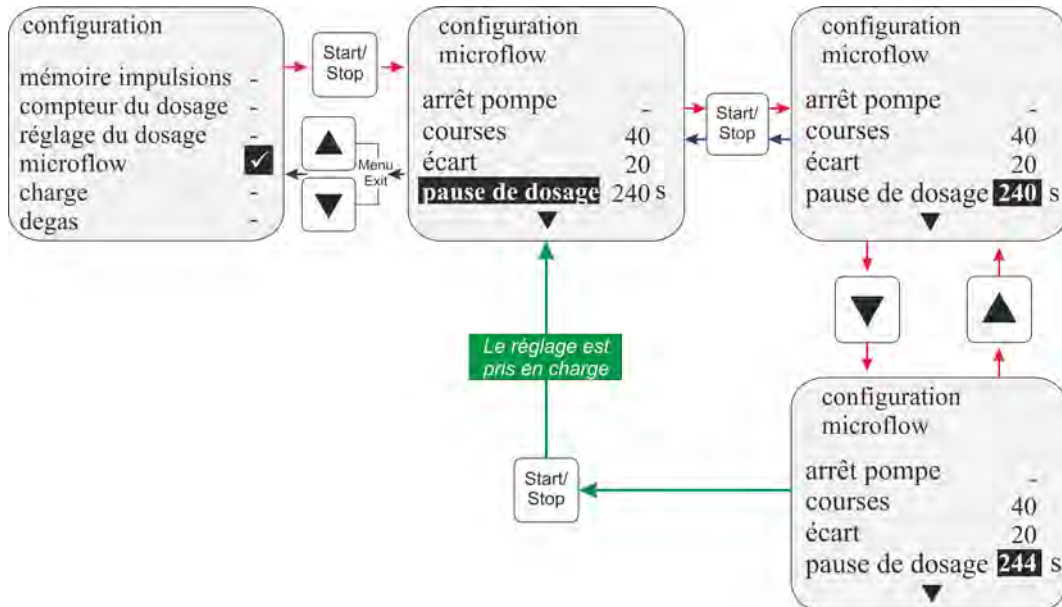 configuration
mémoire impulsions -
compteur du dosage -
réglage du dosage -
microflow ✓
charge -
degas -
Start/
Stop
Menu
Exit
configuration
microflow
arrêt pompe -
courses 40
écart 20
pause de dosage 240 s
Start/
Stop
configuration
microflow
arrêt pompe -
courses 40
écart 20
pause de dosage 240 s
Le réglage est
pris en charge
Start/
Stop
configuration
microflow
arrêt pompe -
courses 40
écart 20
pause de dosage 244 s